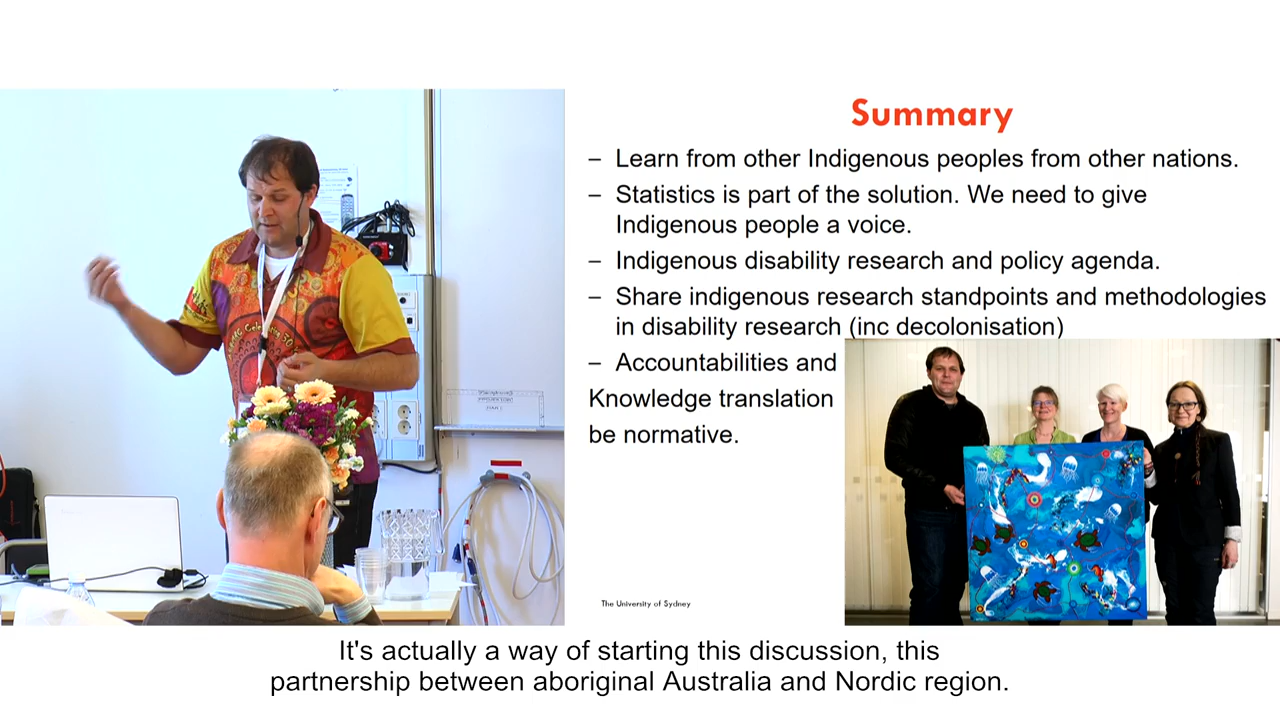 Summary
– Learn from other Indigenous peoples from other nations.
– Statistics is part of the solution. We need to give
Indigenous people a voice.
– Indigenous disability research and policy agenda.
– Share indigenous research standpoints and methodologies
in disability research (inc decolonisation)
– Accountabilities and
Knowledge translation
be normative.
The University of Sydney
It's actually a way of starting this discussion, this
partnership between aboriginal Australia and Nordic region.